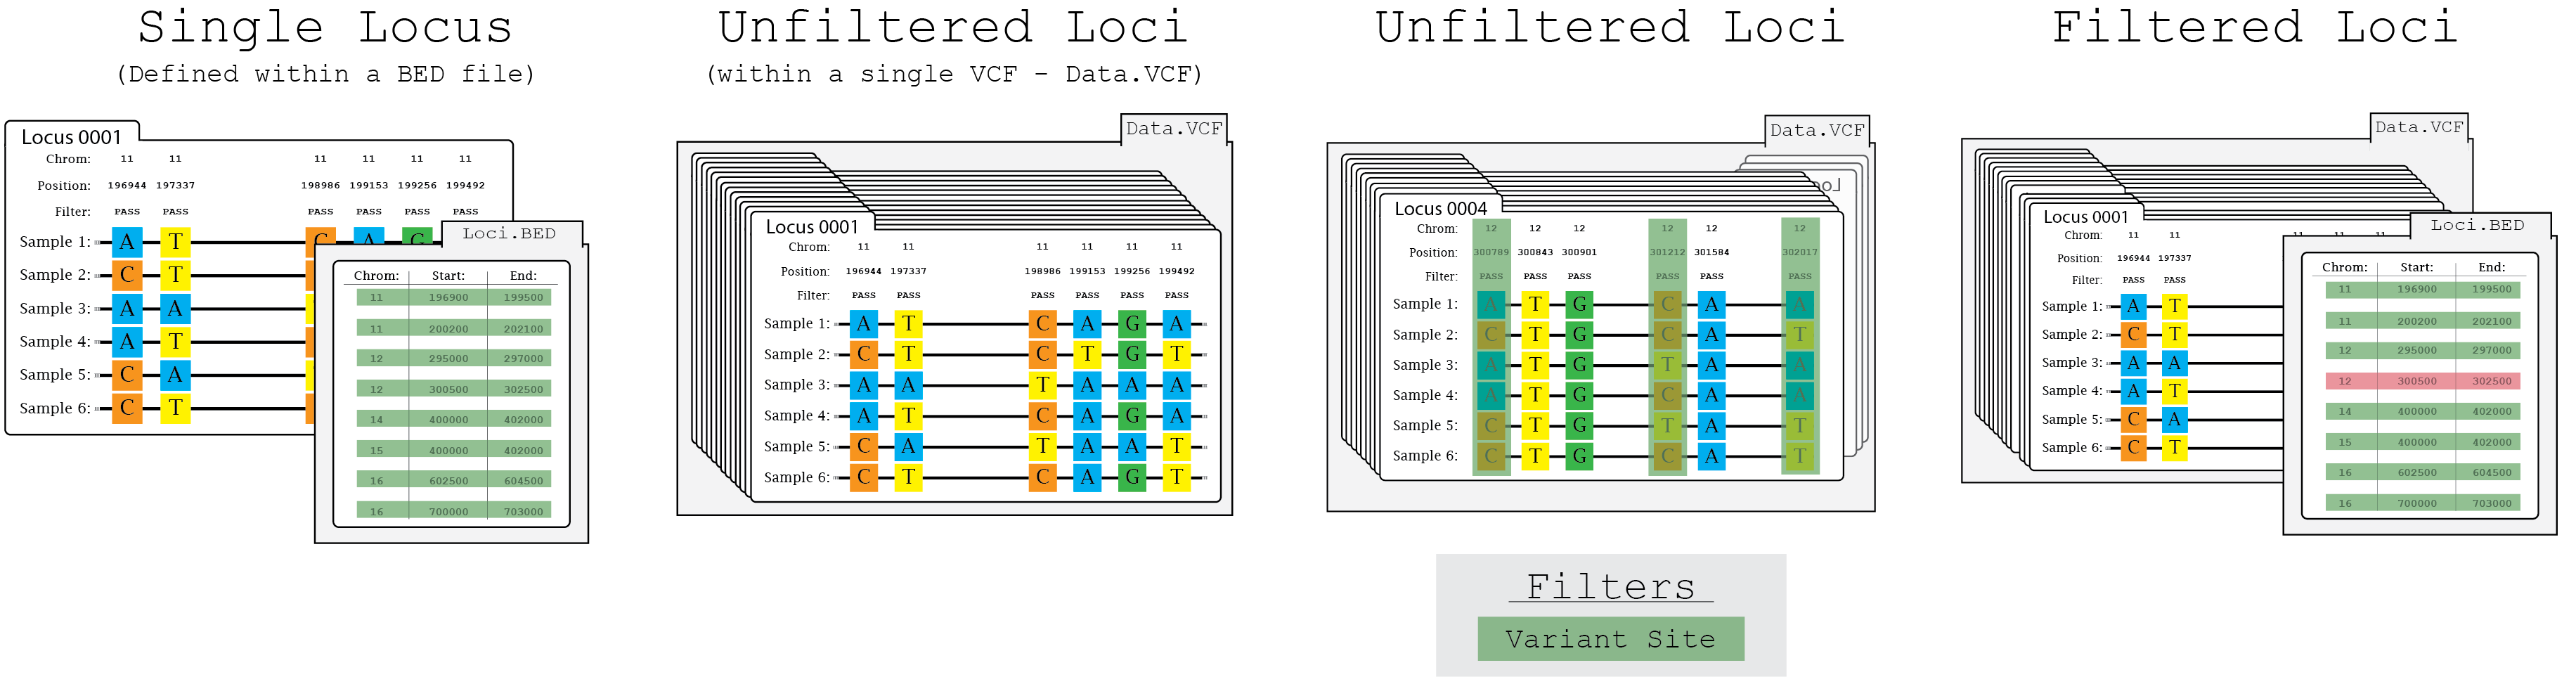 Single Locus
(Defined within a BED file)
Locus 0001
Chrom: 11 11 11 11 11 11
Position: 196944 197337 198986 199153 199256 199492
Filter: PASS PASS PASS PASS PASS PASS
Sample 1: A T C A G
Sample 2: C T
Sample 3: A A
Sample 4: A T
Sample 5: C A
Sample 6: C T
Loci.BED
Chrom: Start: End:
11 196900 199500
11 200200 202100
12 295000 297000
12 300500 302500
14 400000 402000
15 400000 402000
16 602500 604500
16 700000 703000
Unfiltered Loci
(within a single VCF - Data.VCF)
Data.VCF
Locus 0001
Chrom: 11 11 11 11 11 11
Position: 196944 197337 198986 199153 199256 199492
Filter: PASS PASS PASS PASS PASS PASS
Sample 1: A T C A G A
Sample 2: C T C T G T
Sample 3: A A T A A A
Sample 4: A T C A G A
Sample 5: C A T A A T
Sample 6: C T C A G T
Unfiltered Loci
Data.VCF
Loc
Locus 0004
Chrom: 12 12 12 12 12 12
Position: 300789 300843 300901 301212 301584 302017
Filter: PASS PASS PASS PASS PASS PASS
Sample 1: A T G C A A
Sample 2: C T G C A T
Sample 3: A T G T A A
Sample 4: A T G C A A
Sample 5: C T G T A T
Sample 6: C T G C A T
Filters
Variant Site
Filtered Loci
Data.VCF
Locus 0001
Chrom: 11 11 11 11 11
Position: 196944 197337
Filter: PASS PASS
Sample 1: A T
Sample 2: C T
Sample 3: A A
Sample 4: A T
Sample 5: C A
Sample 6: C T
Loci.BED
Chrom: Start: End:
11 196900 199500
11 200200 202100
12 295000 297000
12 300500 302500
14 400000 402000
15 400000 402000
16 602500 604500
16 700000 703000